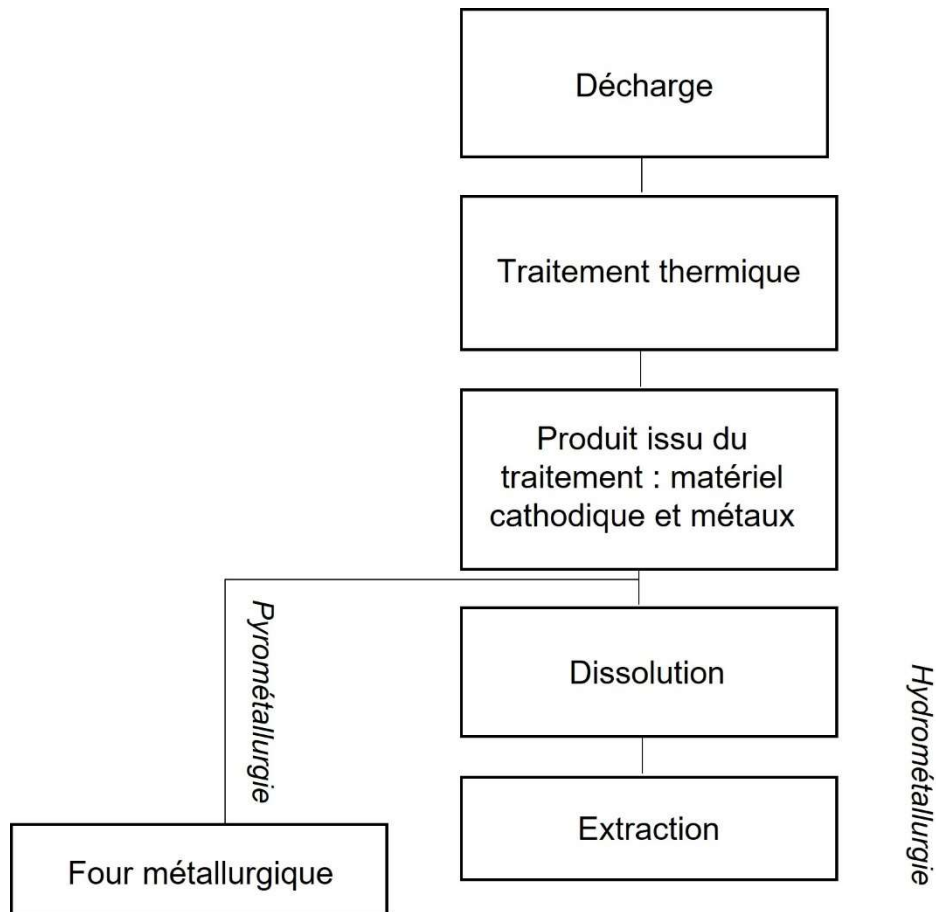 Décharge
Traitement thermique
Produit issu du
traitement : matériel
cathodique et métaux
Pyrométallurgie
Dissolution
Hydrométallurgie
Extraction
Four métallurgique